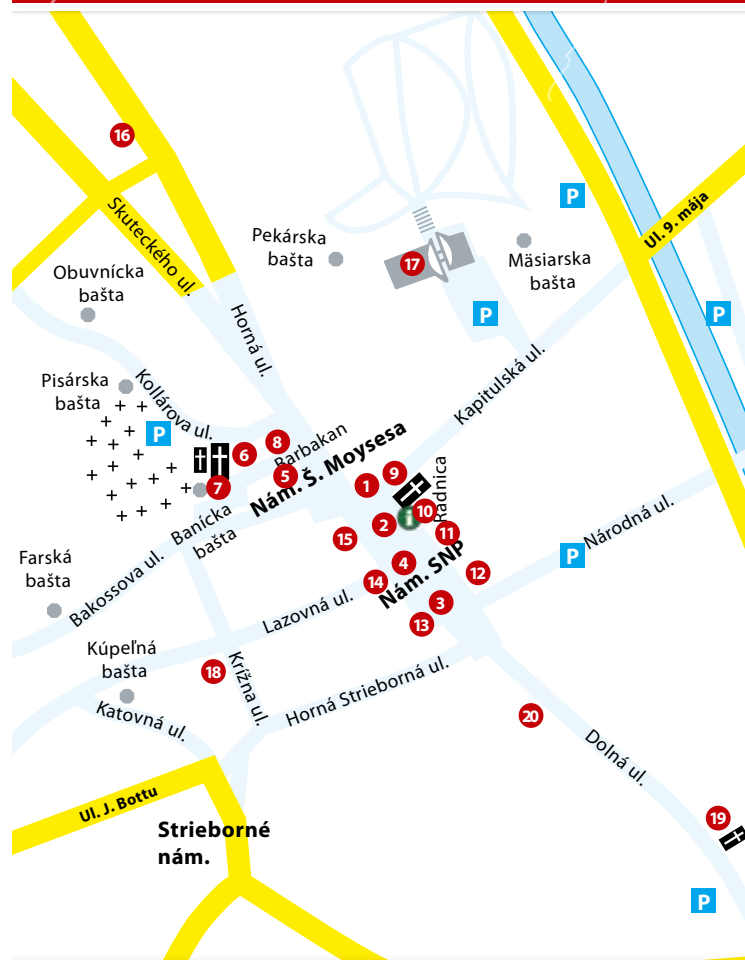 16
Skuteckého ul.
P
Ul. 9. mája
Pekárska
bašta
17
Mäsiarska
bašta
Obuvnícka
bašta
Horná ul.
P
P
Kapitulská ul.
Pisárska
bašta
Kollárova ul.
P
8
Barbakan
6
5
7
Nám. Š. Moysesa
1
9
Radnica
10
i
2
11
15
Banícka
bašta
Národná ul.
P
Farská
bašta
Bakossova ul.
4
Nám. SNP
12
14
Lazovná ul.
3
13
Kúpeľná
bašta
18
Krížna ul.
Horná Strieborná ul.
Katovná ul.
20
Dolná ul.
Ul. J. Bottu
Strieborné
nám.
19
P